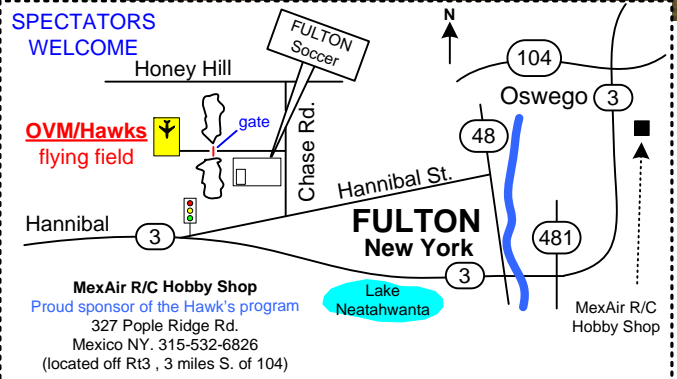 SPECTATORS
WELCOME
FULTON
Soccer
N
104
Honey Hill
Oswego
3
OVM/Hawks
flying field
gate
Chase Rd.
48
Hannibal St.
Hannibal
3
FULTON
New York
481
3
MexAir R/C Hobby Shop
Proud sponsor of the Hawk's program
327 Pople Ridge Rd.
Mexico NY. 315-532-6826
(located off Rt3 , 3 miles S. of 104)
Lake
Neatahwanta
MexAir R/C
Hobby Shop